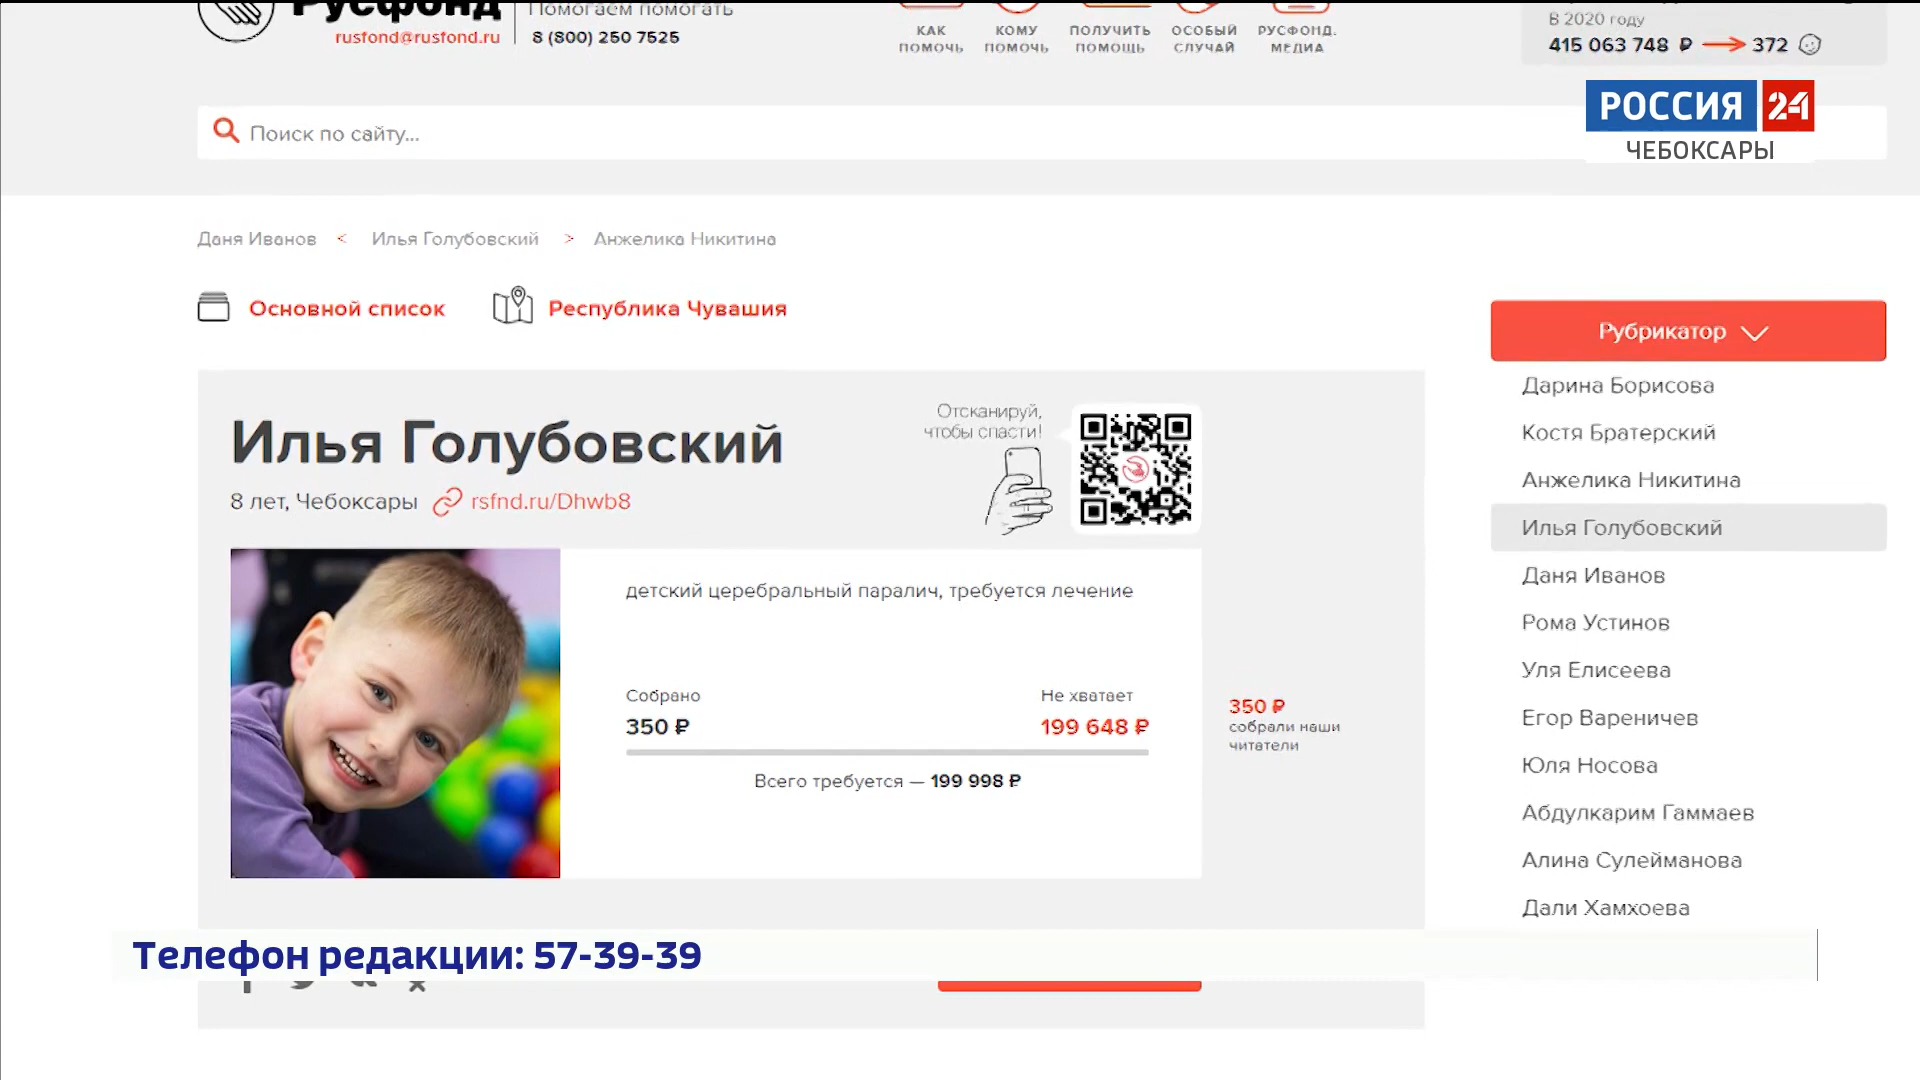 Русфонд
Помогаем помогать
rusfond@rusfond.ru
8 (800) 250 7525
КАК
ПОМОЧЬ
КОМУ
ПОМОЧЬ
ПОЛУЧИТЬ
ПОМОЩЬ
ОСОБЫЙ
СЛУЧАЙ
РУСФОНД.
МЕДИА
В 2020 году
415 063 748 ₽ 372
РОССИЯ 24
ЧЕБОКСАРЫ
Поиск по сайту...
Даня Иванов < Илья Голубовский > Анжелика Никитина
Основной список
Республика Чувашия
Илья Голубовский
8 лет, Чебоксары
rsfnd.ru/Dhwb8
Отсканируй,
чтобы спасти!
детский церебральный паралич, требуется лечение
Собрано
350 ₽
Не хватает
199 648 ₽
Всего требуется — 199 998 ₽
350 ₽
собрали наши
читатели
Рубрикатор
Дарина Борисова
Костя Братерский
Анжелика Никитина
Илья Голубовский
Даня Иванов
Рома Устинов
Уля Елисеева
Егор Вареничев
Юля Носова
Абдулкарим Гаммаев
Алина Сулейманова
Дали Хамхоева
Телефон редакции: 57-39-39